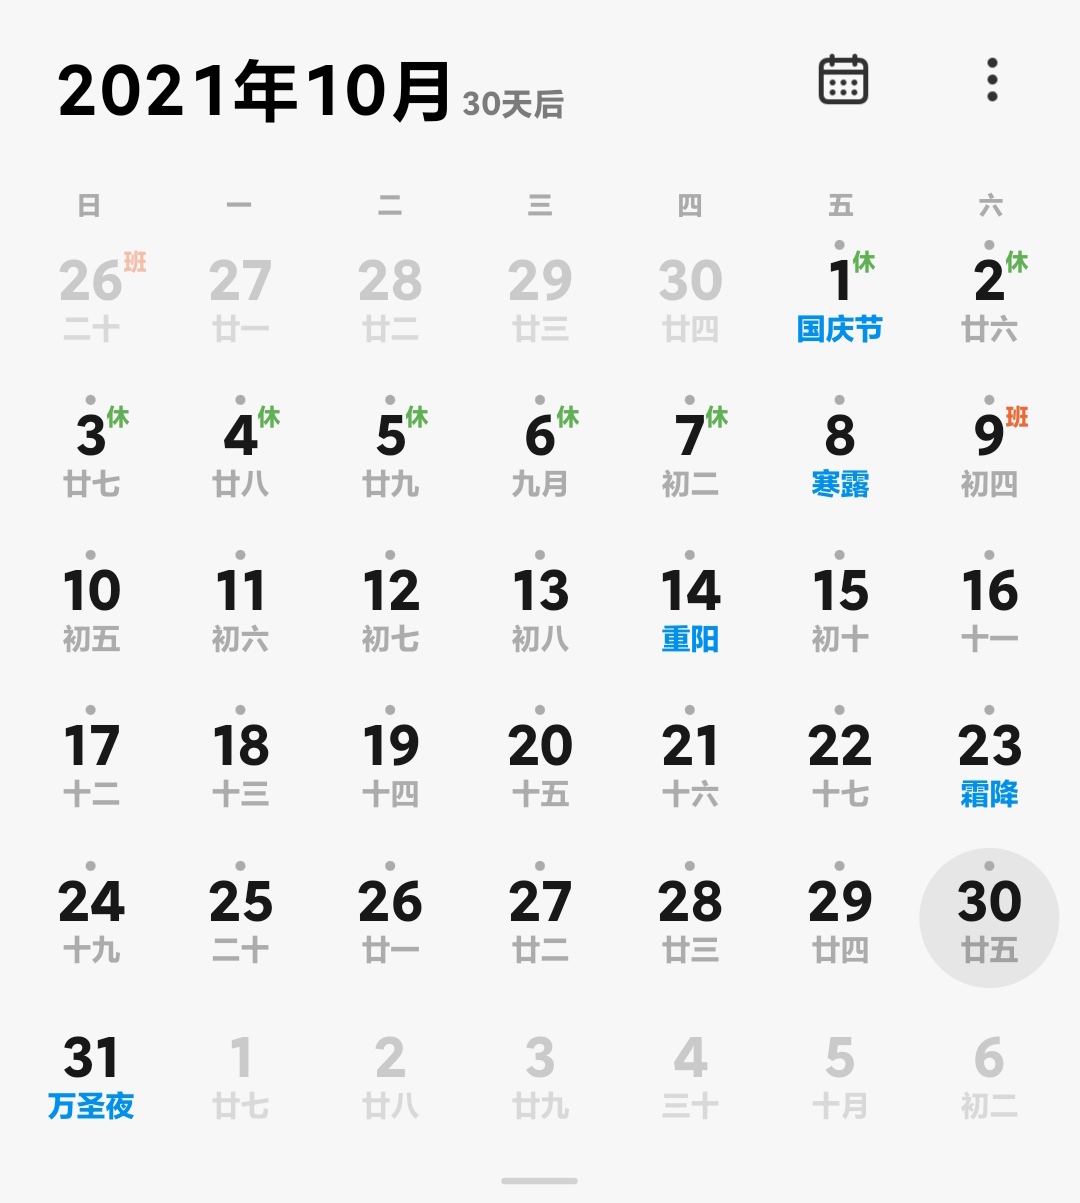 2021年10月 30天后
日 一 二 三 四 五 六
26班 27 28 29 30 1休 2休
二十 廿一 廿二 廿三 廿四 国庆节 廿六
3休 4休 5休 6休 7休 8 9班
廿七 廿八 廿九 九月 初二 寒露 初四
10 11 12 13 14 15 16
初五 初六 初七 初八 重阳 初十 十一
17 18 19 20 21 22 23
十二 十三 十四 十五 十六 十七 霜降
24 25 26 27 28 29 30
十九 二十 廿一 廿二 廿三 廿四 廿五
31 1 2 3 4 5 6
万圣夜 廿七 廿八 廿九 三十 十月 初二